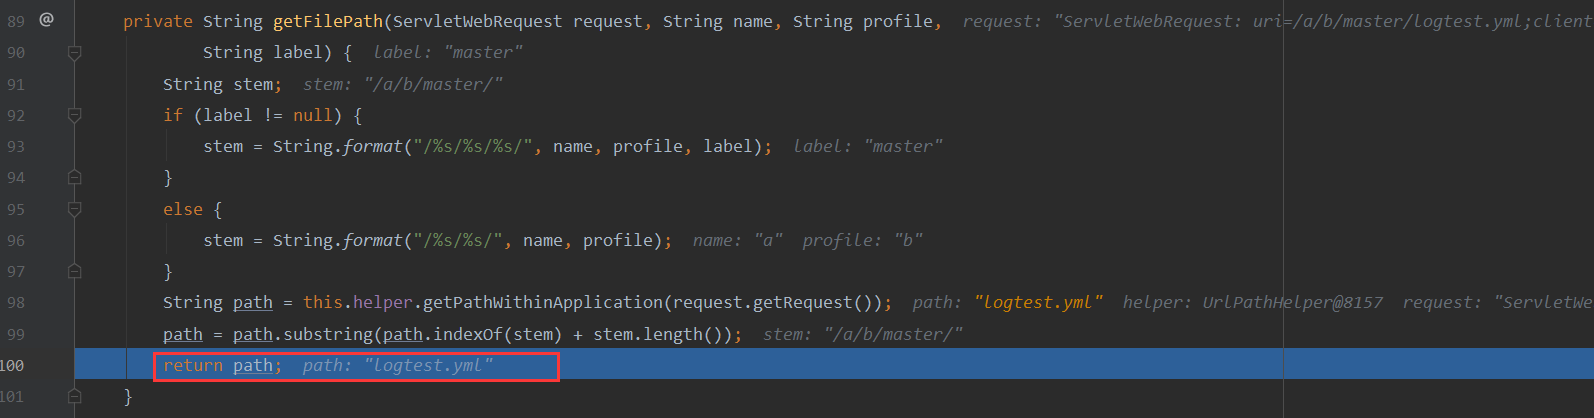 89 @ private String getFilePath(ServletWebRequest request, String name, String profile, request: "ServletWebRequest: uri=/a/b/master/logtest.yml;client
90 String label) { label: "master"
91 String stem; stem: "/a/b/master/"
92 if (label != null) {
93 stem = String.format("/%s/%s/%s/", name, profile, label); label: "master"
94 }
95 else {
96 stem = String.format("/%s/%s/", name, profile); name: "a" profile: "b"
97 }
98 String path = this.helper.getPathWithinApplication(request.getRequest()); path: "logtest.yml" helper: UrlPathHelper@8157 request: "ServletWe
99 path = path.substring(path.indexOf(stem) + stem.length()); stem: "/a/b/master/"
100 return path; path: "logtest.yml"
101 }